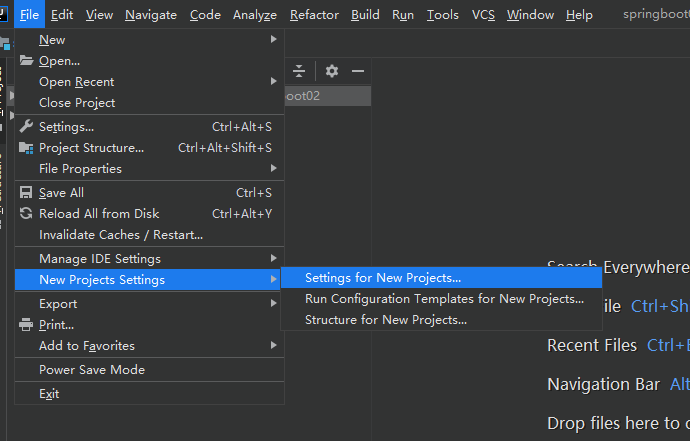 File Edit View Navigate Code Analyze Refactor Build Run Tools VCS Window Help
New
Open...
Open Recent
oot02
Close Project
Settings... Ctrl+Alt+S
Project Structure... Ctrl+Alt+Shift+S
File Properties
Save All Ctrl+S
Reload All from Disk Ctrl+Alt+Y
Invalidate Caches / Restart...
Manage IDE Settings
New Projects Settings
Settings for New Projects...
Run Configuration Templates for New Projects...
Structure for New Projects...
Export
Print...
Add to Favorites
Power Save Mode
Exit
Search Everywhere
ile Ctrl+Sh
Recent Files Ctrl+
Navigation Bar Alt
Drop files here to